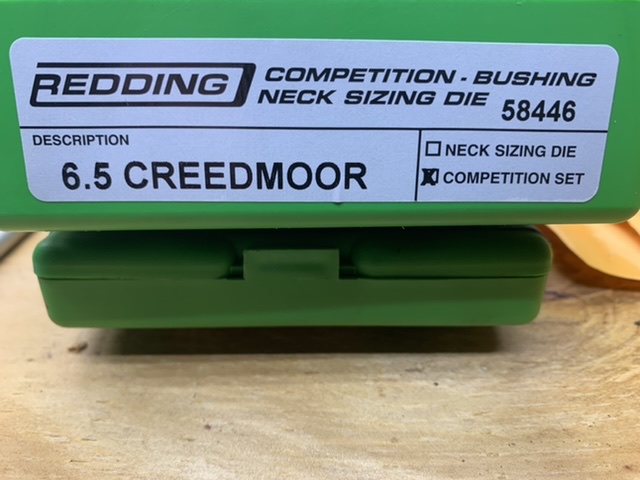 REDDING
COMPETITION - BUSHING
NECK SIZING DIE 58446
DESCRIPTION
6.5 CREEDMOOR
NECK SIZING DIE
COMPETITION SET